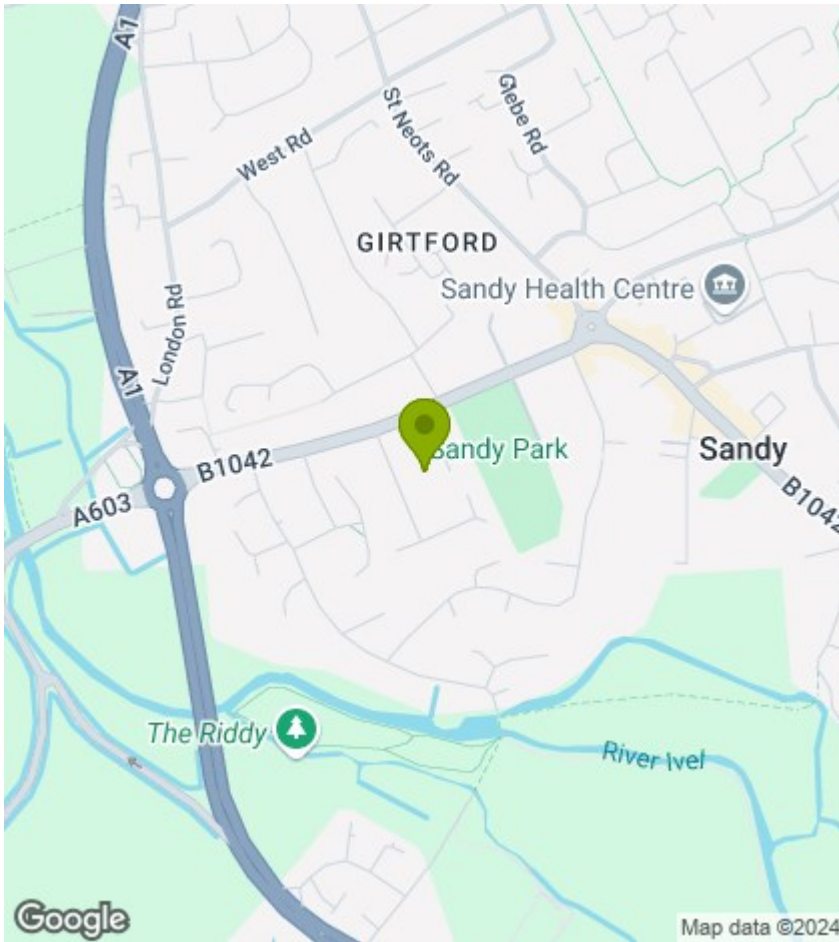 A1
Glebe Rd
St Neots Rd
West Rd
GIRTFORD
Sandy Health Centre
London Rd
A1
Sandy Park
Sandy
B1042
A603
B1042
The Riddy
River Ivel
Google
Map data ©2024